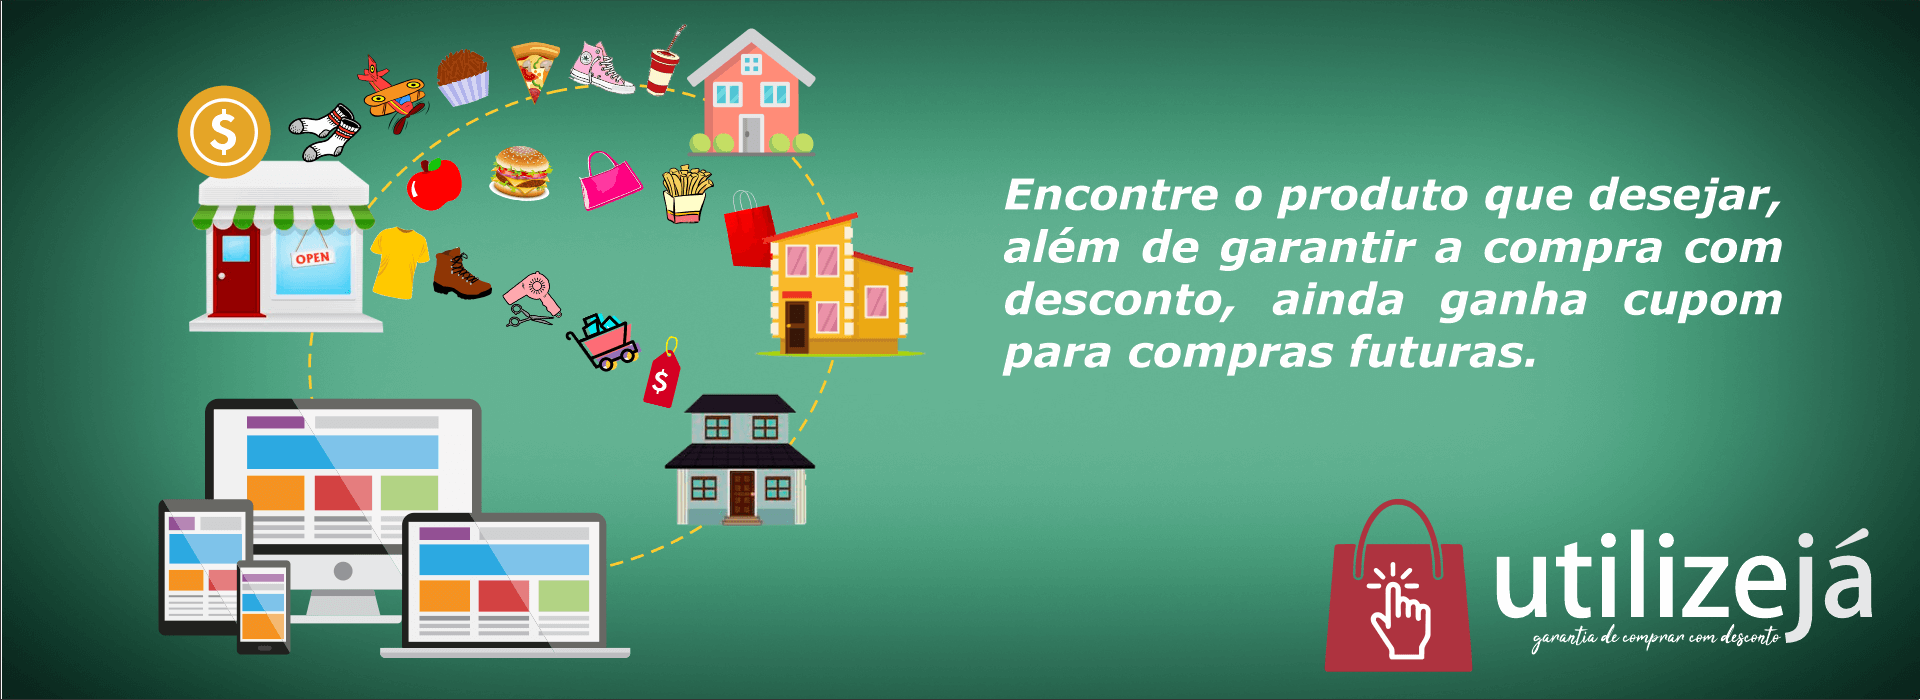 $
OPEN
$
Encontre o produto que desejar,
além de garantir a compra com
desconto, ainda ganha cupom
para compras futuras.
utilizejá
garantia de comprar com desconto